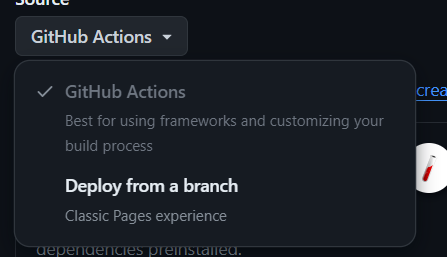 Source
GitHub Actions
GitHub Actions
Best for using frameworks and customizing your
build process
crea
Deploy from a branch
Classic Pages experience
dependencies preinstalled.